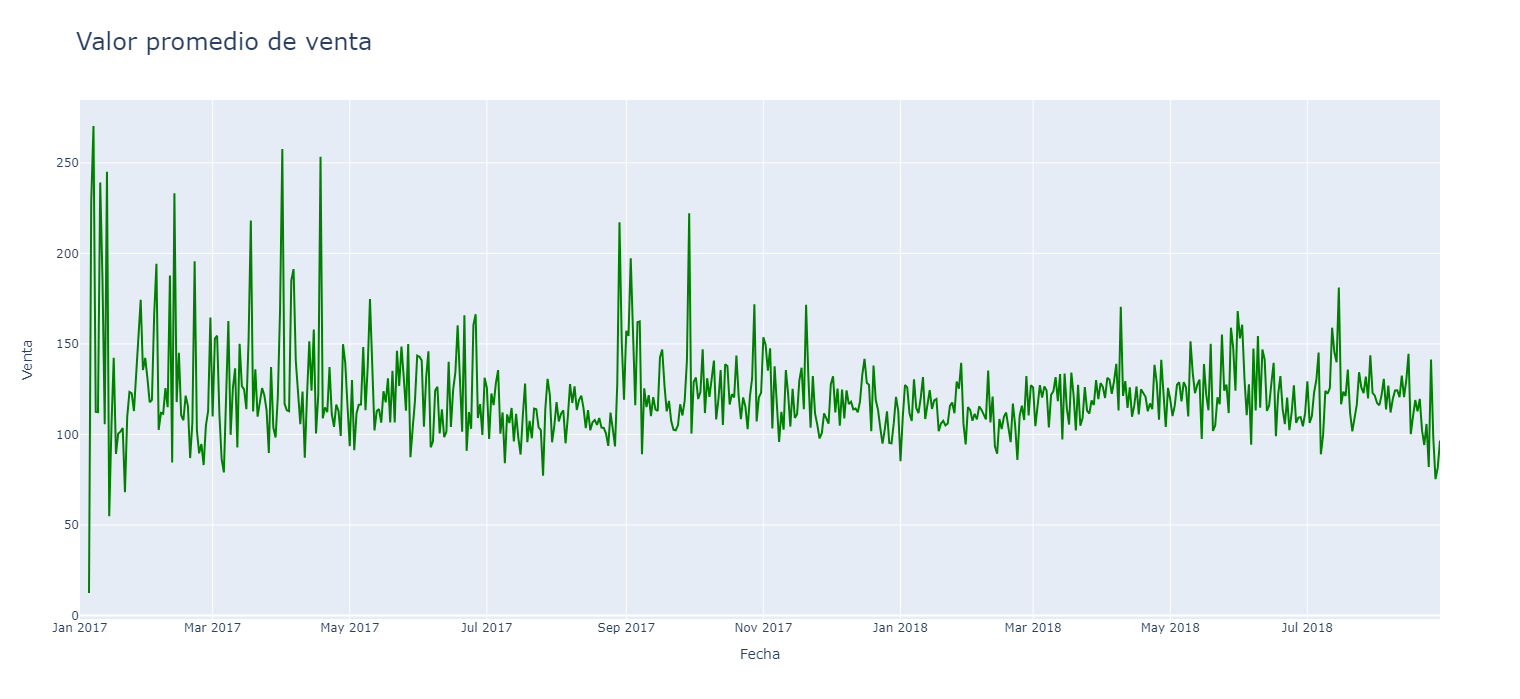 Valor promedio de venta
Venta
250
200
150
100
50
0
Jan 2017
Mar 2017
May 2017
Jul 2017
Sep 2017
Nov 2017
Jan 2018
Mar 2018
May 2018
Jul 2018
Fecha